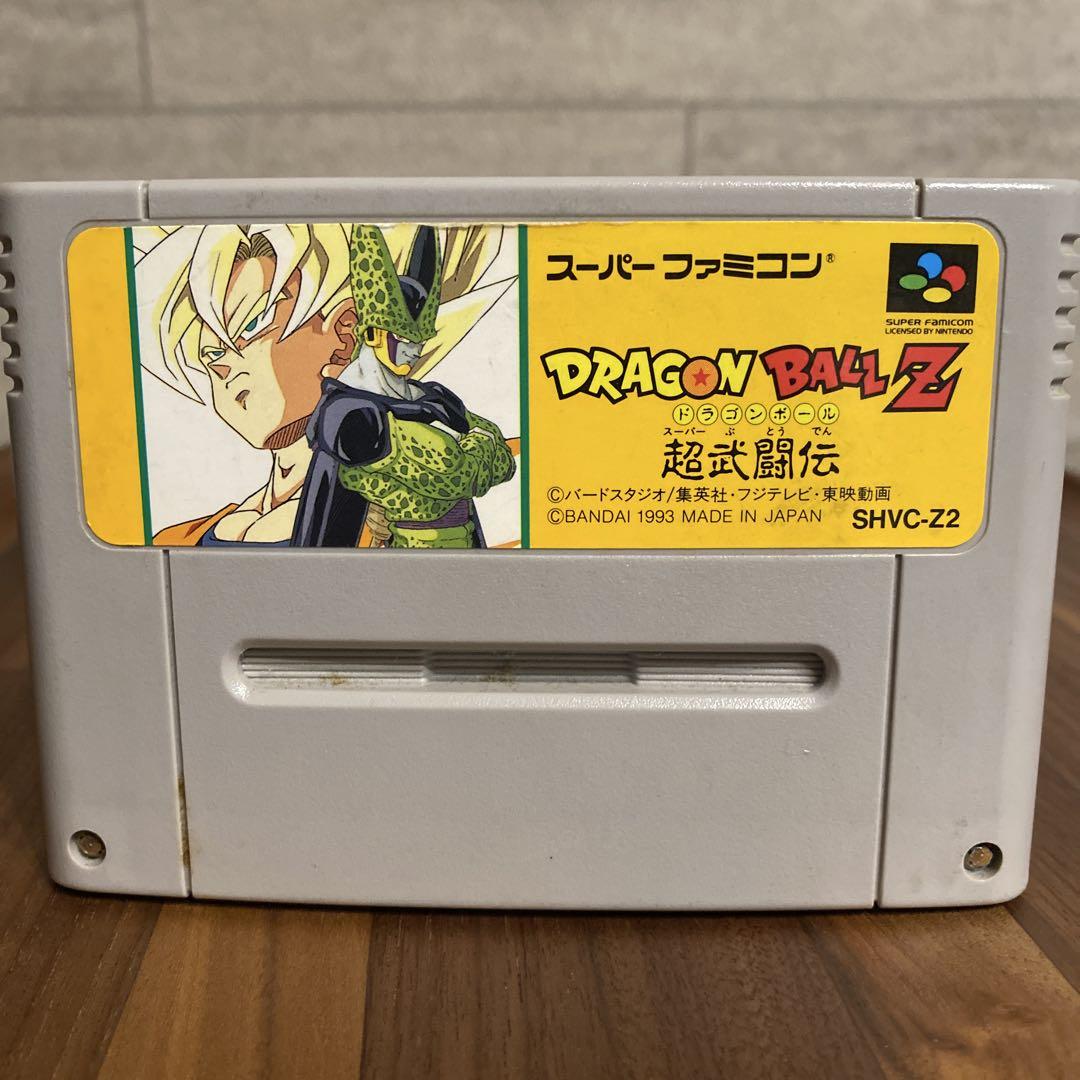 スーパーファミコン®
SUPER FAMICOM
LICENSED BY NINTENDO
DRAGON BALL Z
ドラゴンボール
スーパー ぶ とう でん
超武闘伝
©バードスタジオ/集英社・フジテレビ・東映動画
©BANDAI 1993 MADE IN JAPAN SHVC-Z2